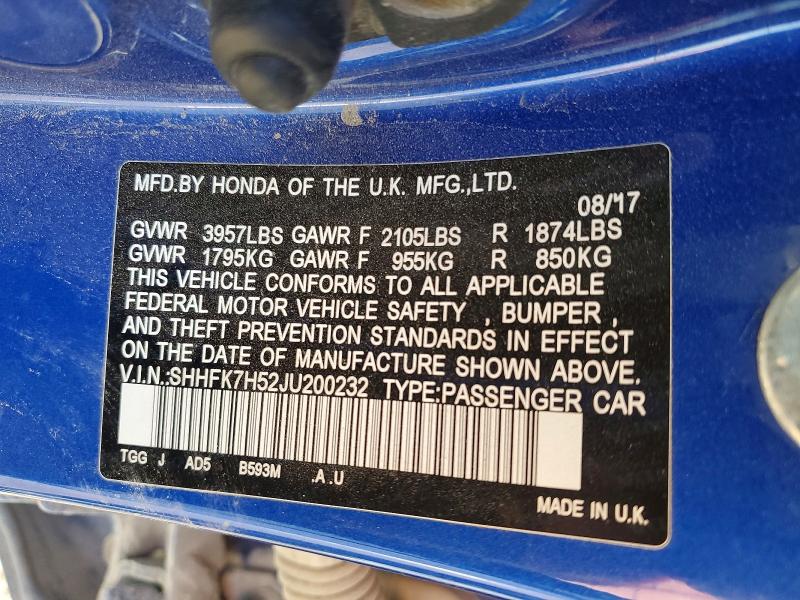 MFD.BY HONDA OF THE U.K. MFG.,LTD.
08/17
GVWR 3957LBS GAWR F 2105LBS R 1874LBS
GVWR 1795KG GAWR F 955KG R 850KG
THIS VEHICLE CONFORMS TO ALL APPLICABLE
FEDERAL MOTOR VEHICLE SAFETY , BUMPER ,
AND THEFT PREVENTION STANDARDS IN EFFECT
ON THE DATE OF MANUFACTURE SHOWN ABOVE.
V.I.N.:SHHFK7H52JU200232 TYPE:PASSENGER CAR
TGG J AD5 B593M .A .U
MADE IN U.K.